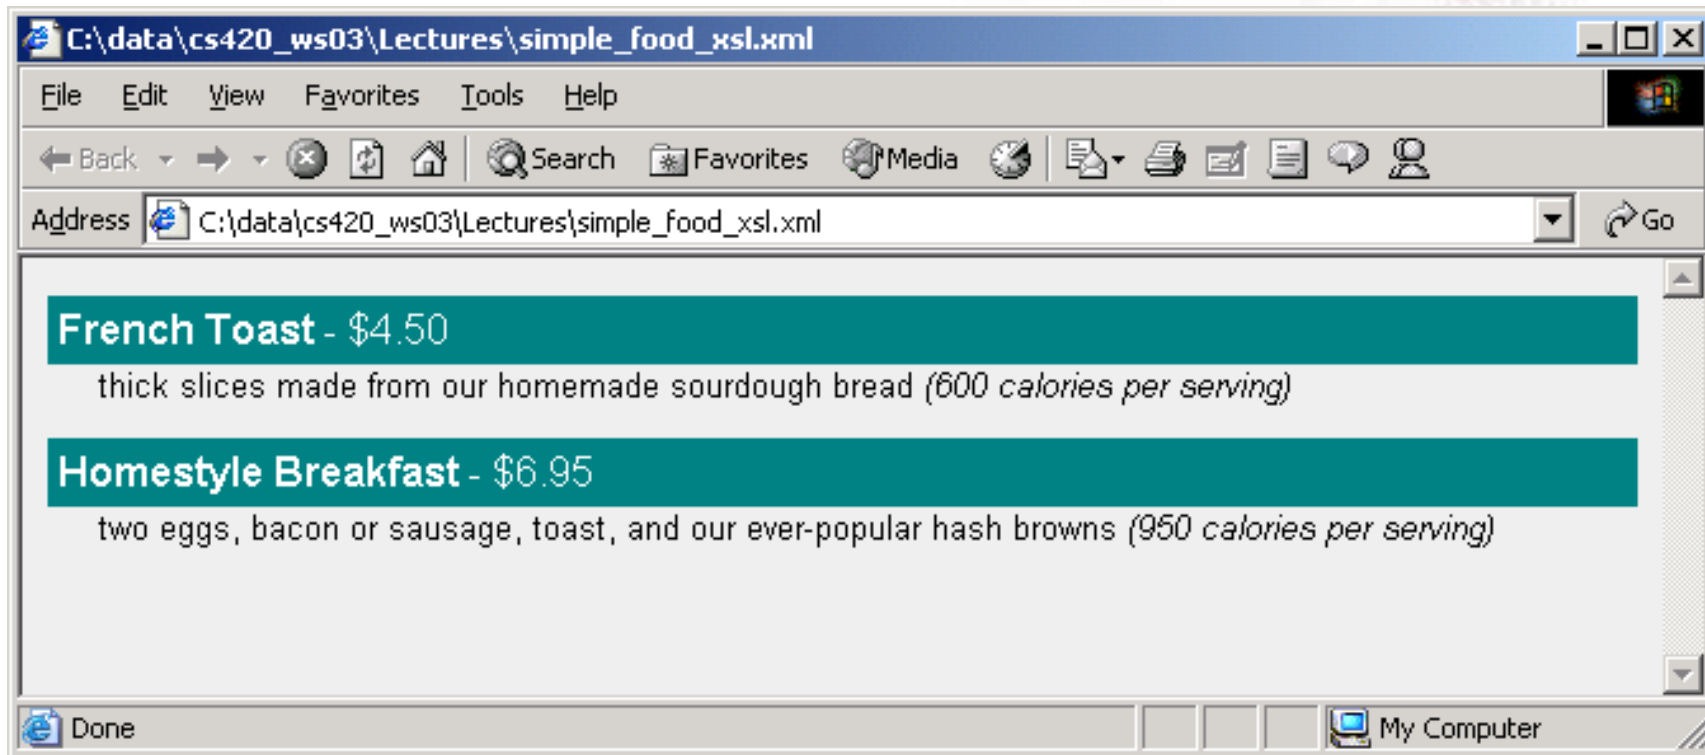 C:\data\cs420_ws03\Lectures\simple_food_xsl.xml
File Edit View Favorites Tools Help
Back Search Favorites Media
Address C:\data\cs420_ws03\Lectures\simple_food_xsl.xml Go
French Toast - $4.50
thick slices made from our homemade sourdough bread (600 calories per serving)
Homestyle Breakfast - $6.95
two eggs, bacon or sausage, toast, and our ever-popular hash browns (950 calories per serving)
Done My Computer